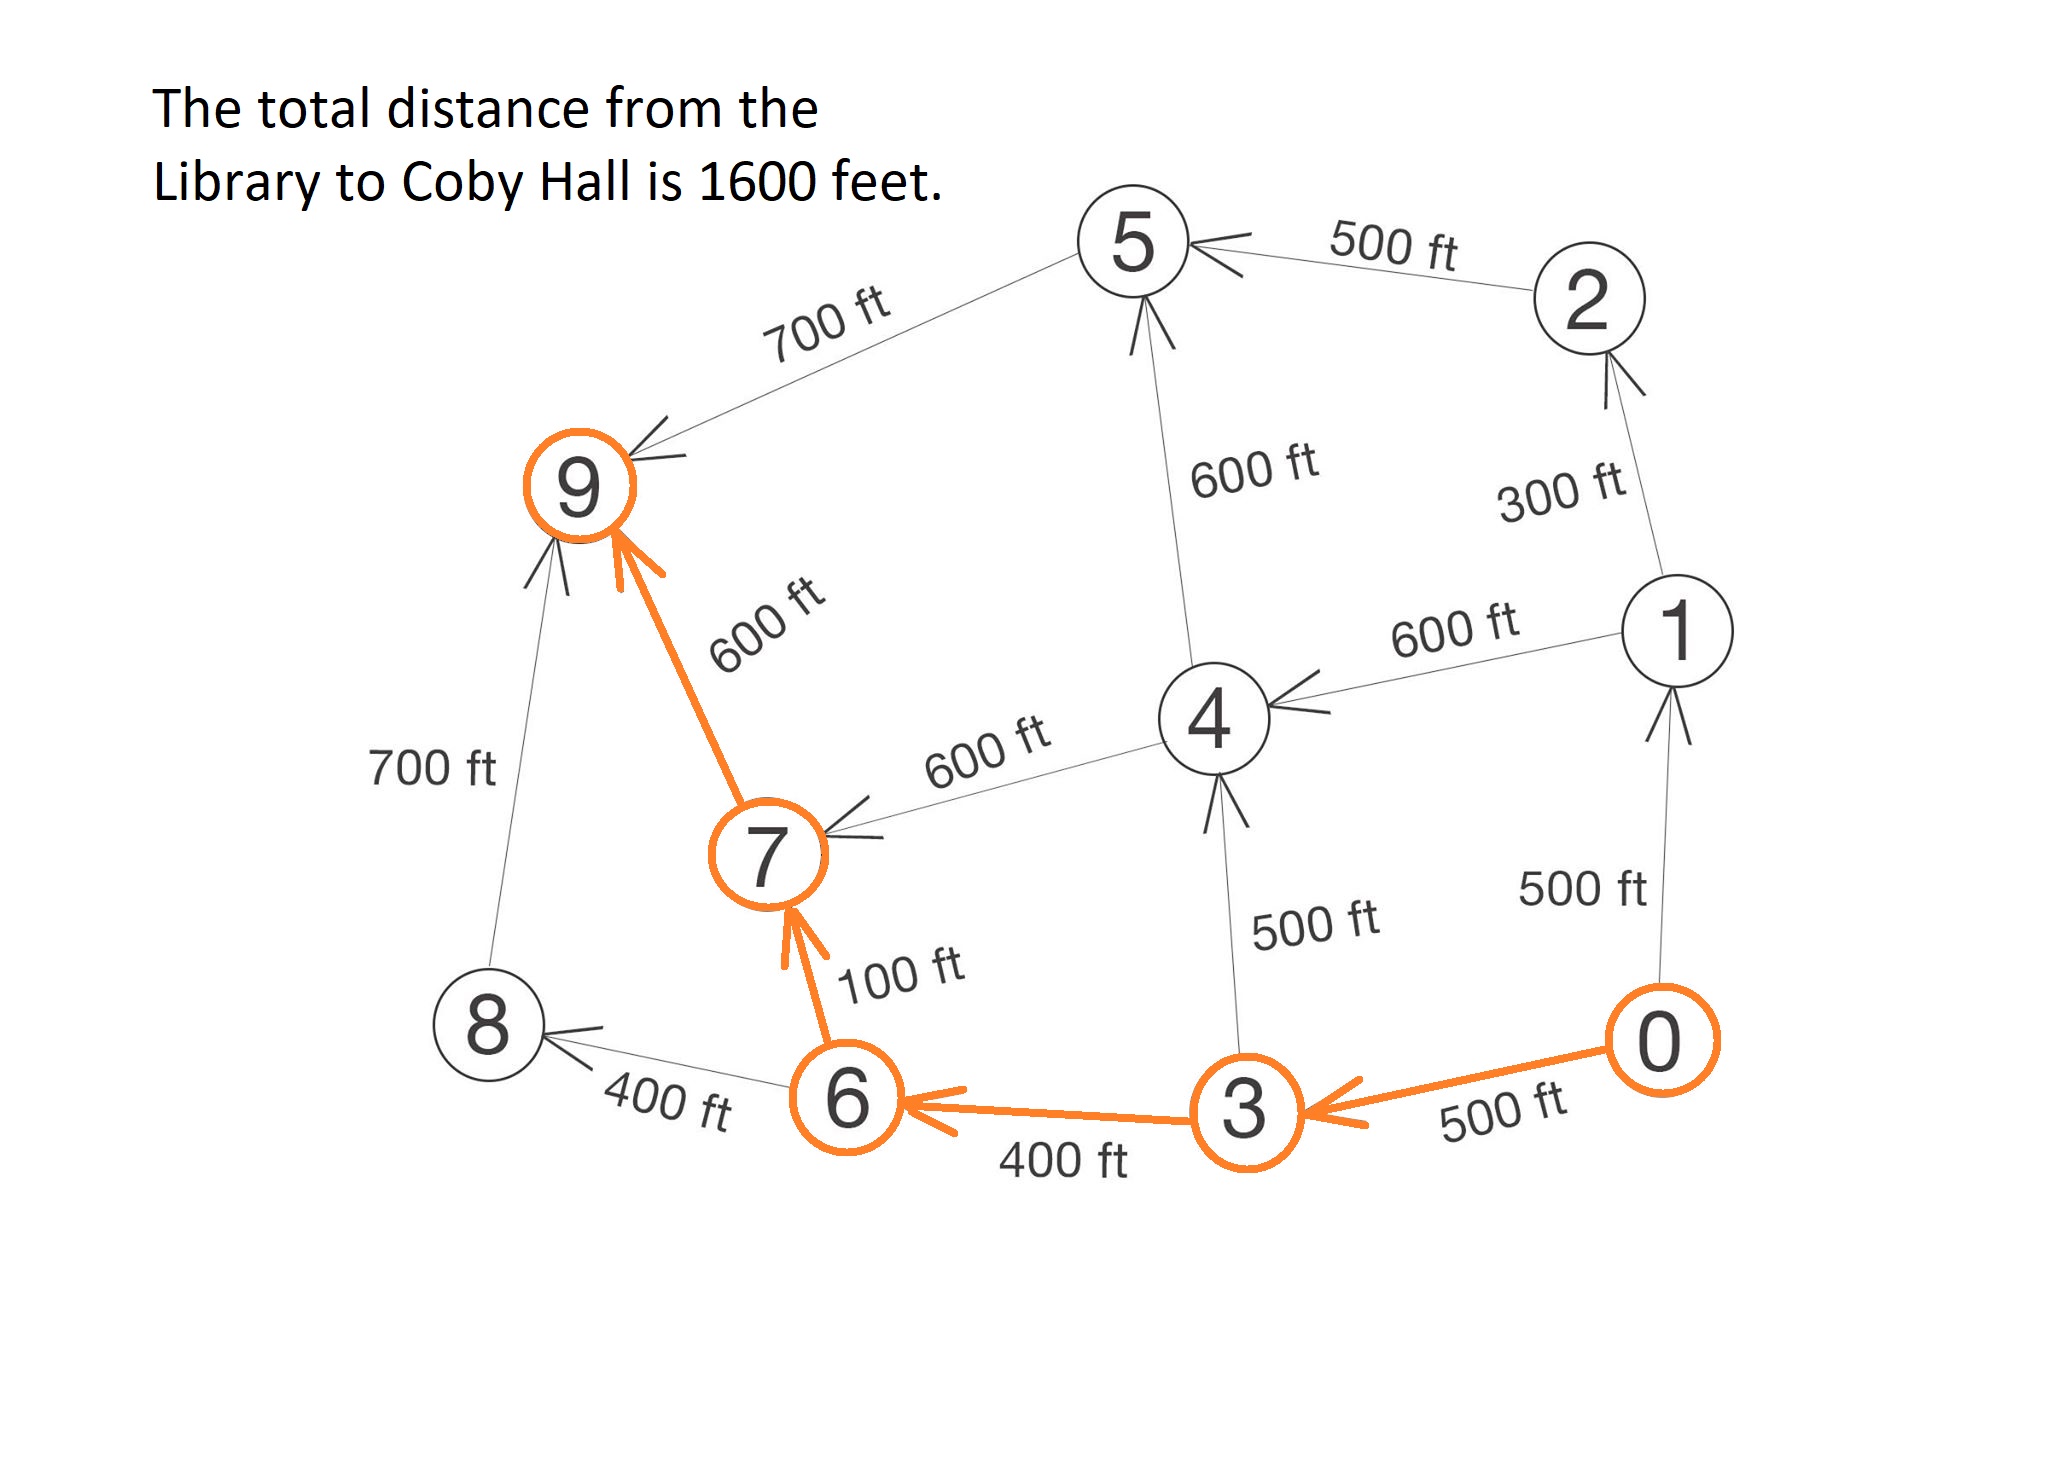 The total distance from the
Library to Coby Hall is 1600 feet.
5
500 ft
2
700 ft
9
600 ft
300 ft
600 ft
600 ft
1
4
600 ft
700 ft
7
500 ft
500 ft
100 ft
8
0
6
3
400 ft
500 ft
400 ft